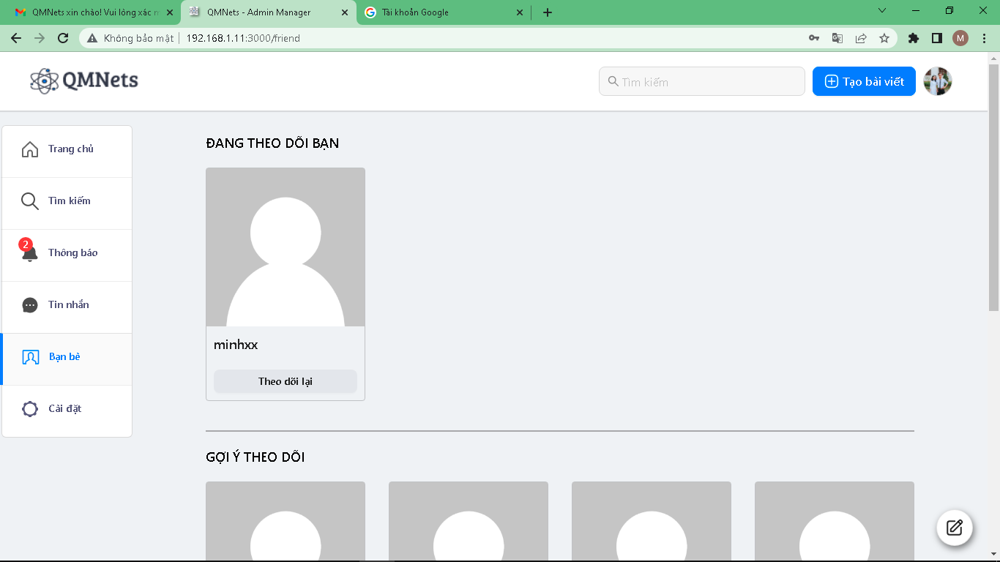 QMNets xin chào! Vui lòng xác m
QMNets - Admin Manager
Tài khoản Google
Không bảo mật
192.168.1.11:3000/friend
M
QMNets
Tìm kiếm
Tạo bài viết
Trang chủ
Tìm kiếm
2
Thông báo
Tin nhắn
Bạn bè
Cài đặt
ĐANG THEO DÕI BẠN
minhxx
Theo dõi lại
GỢI Ý THEO DÕI